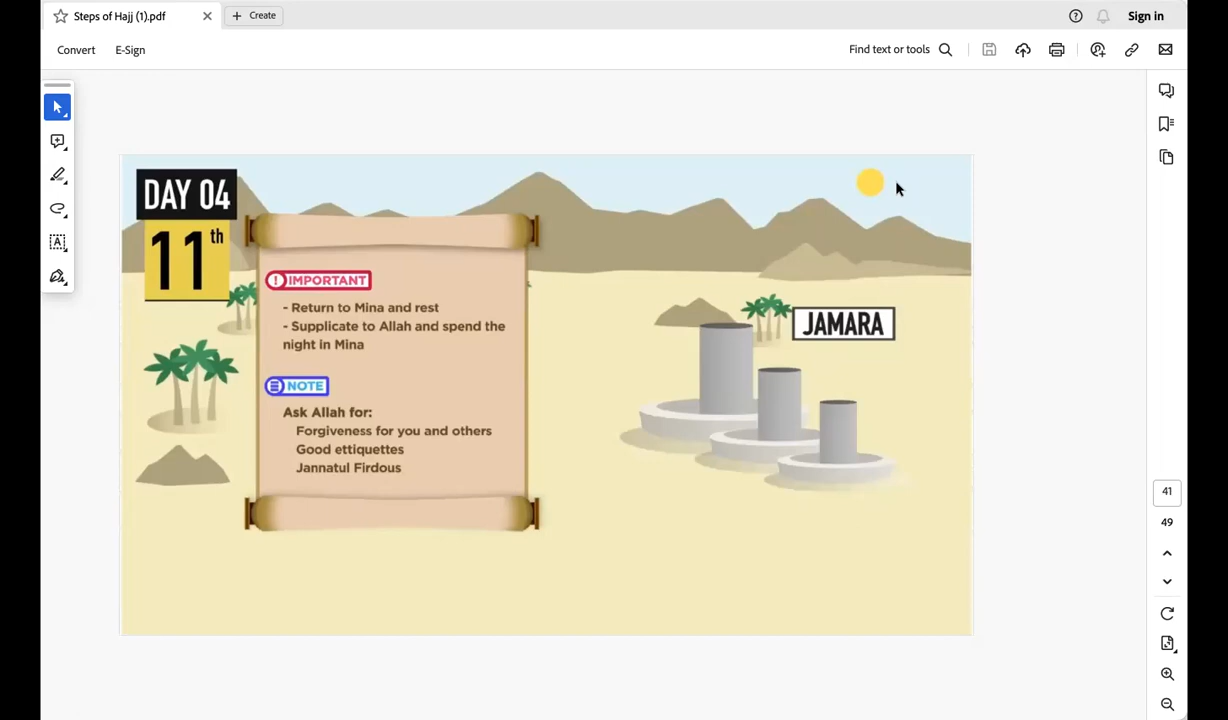 Steps of Hajj (1).pdf
Create
Sign in
Convert
E-Sign
Find text or tools
DAY 04
11th
IMPORTANT
- Return to Mina and rest
- Supplicate to Allah and spend the
night in Mina
NOTE
Ask Allah for:
Forgiveness for you and others
Good ettiquettes
Jannatul Firdous
JAMARA
41
49